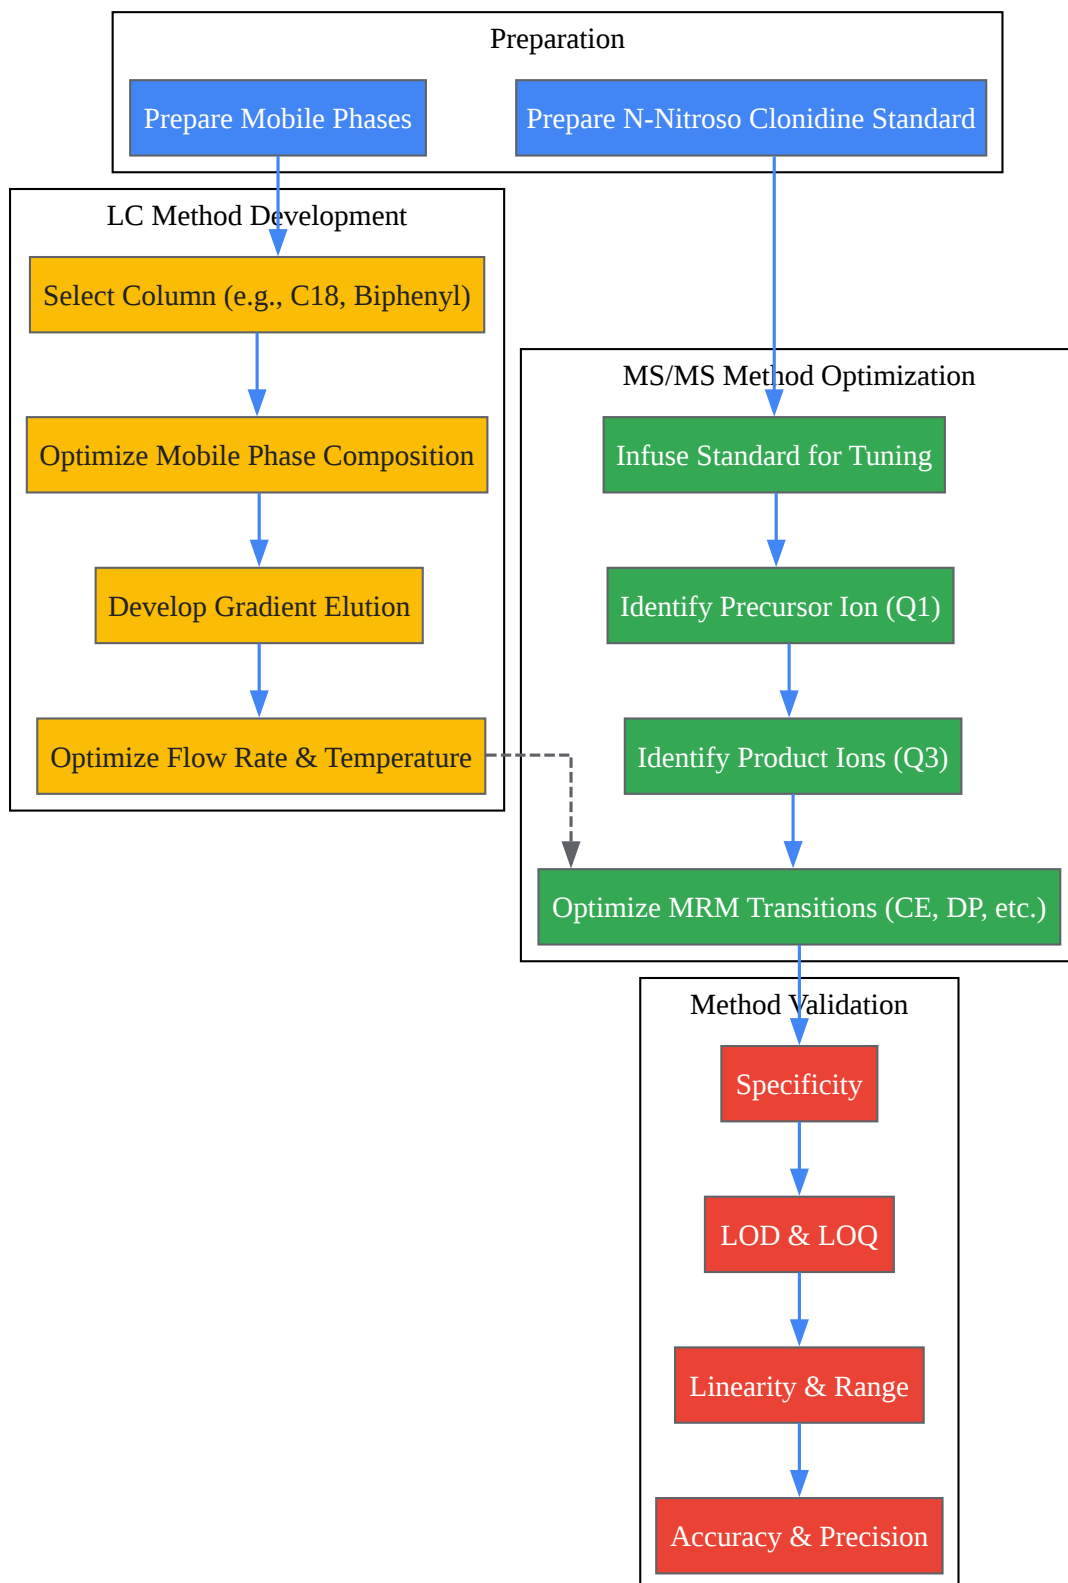 Preparation
Prepare Mobile Phases
Prepare N-Nitroso Clonidine Standard
LC Method Development
Select Column (e.g., C18, Biphenyl)
Optimize Mobile Phase Composition
Develop Gradient Elution
Optimize Flow Rate & Temperature
MS/MS Method Optimization
Infuse Standard for Tuning
Identify Precursor Ion (Q1)
Identify Product Ions (Q3)
Optimize MRM Transitions (CE, DP, etc.)
Method Validation
Specificity
LOD & LOQ
Linearity & Range
Accuracy & Precision